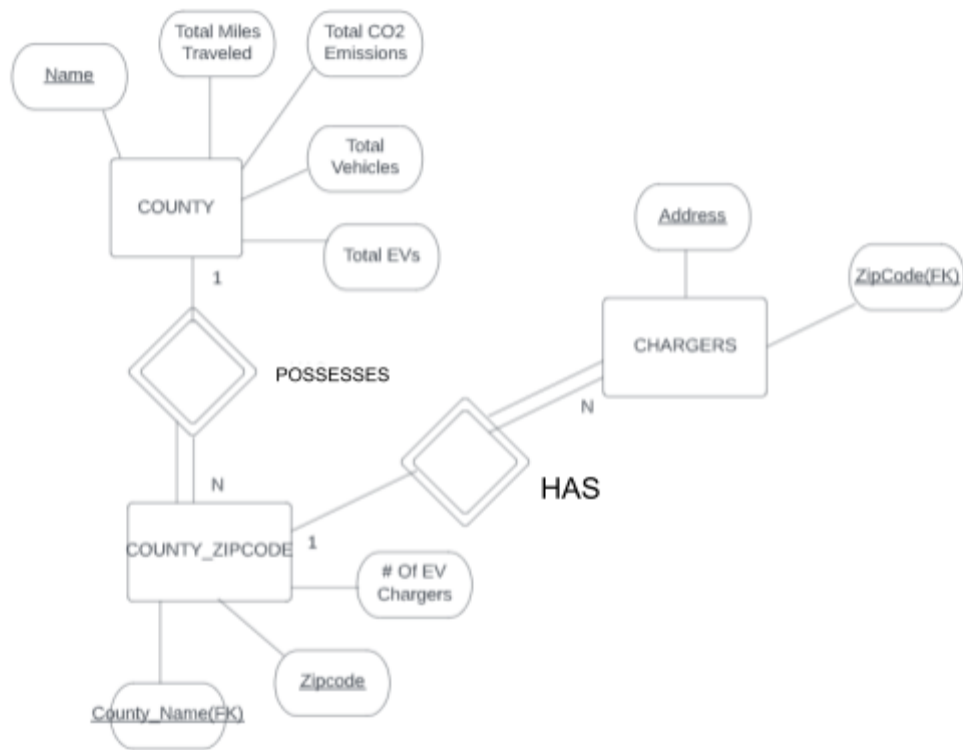 Total Miles
Traveled
Total CO2
Emissions
Name
Total
Vehicles
COUNTY
Address
Total EVs
ZipCode(FK)
1
CHARGERS
POSSESSES
N
N
HAS
1
COUNTY_ZIPCODE
# Of EV
Chargers
Zipcode
County_Name(FK)